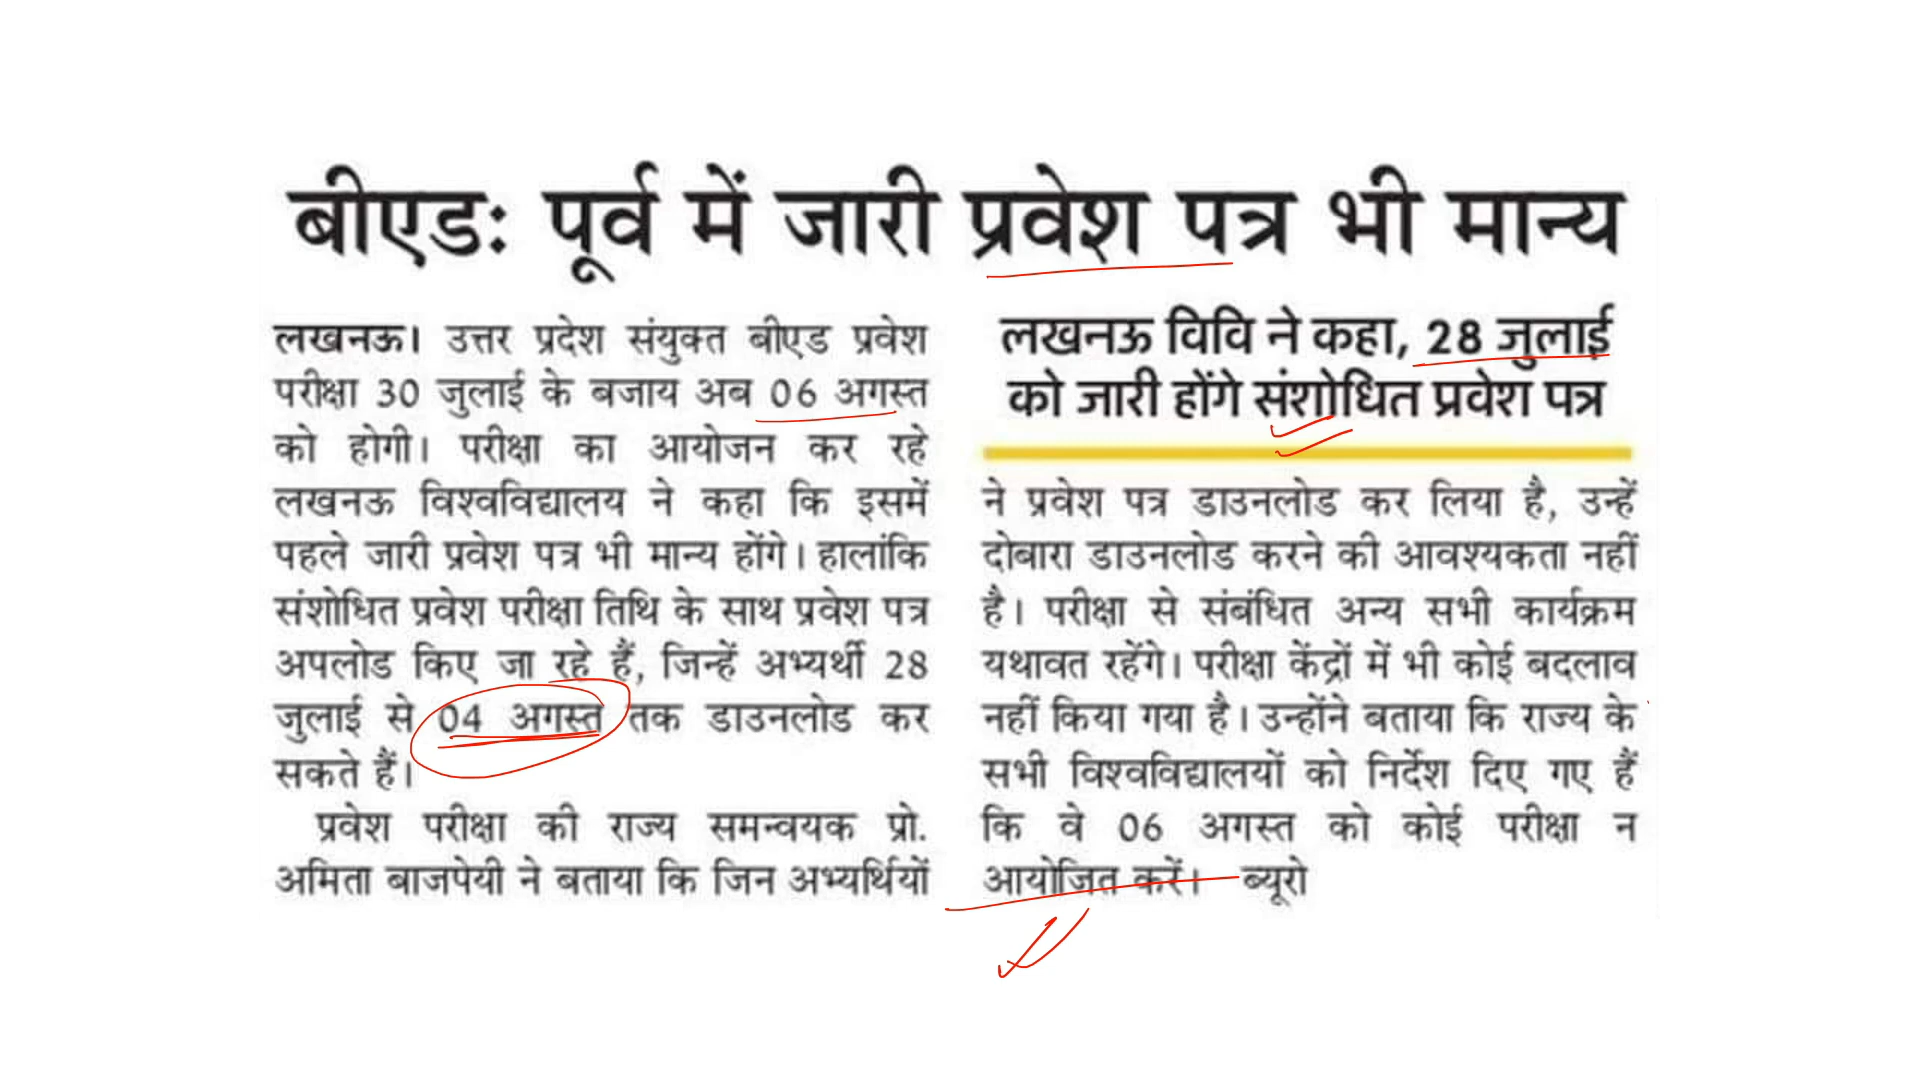 बीएडः पूर्व में जारी प्रवेश पत्र भी मान्य
लखनऊ। उत्तर प्रदेश संयुक्त बीएड प्रवेश
परीक्षा 30 जुलाई के बजाय अब 06 अगस्त
को होगी। परीक्षा का आयोजन कर रहे
लखनऊ विश्वविद्यालय ने कहा कि इसमें
पहले जारी प्रवेश पत्र भी मान्य होंगे। हालांकि
संशोधित प्रवेश परीक्षा तिथि के साथ प्रवेश पत्र
अपलोड किए जा रहे हैं, जिन्हें अभ्यर्थी 28
जुलाई से 04 अगस्त तक डाउनलोड कर
सकते हैं।
प्रवेश परीक्षा की राज्य समन्वयक प्रो.
अमिता बाजपेयी ने बताया कि जिन अभ्यर्थियों
लखनऊ विवि ने कहा, 28 जुलाई
को जारी होंगे संशोधित प्रवेश पत्र
ने प्रवेश पत्र डाउनलोड कर लिया है, उन्हें
दोबारा डाउनलोड करने की आवश्यकता नहीं
है। परीक्षा से संबंधित अन्य सभी कार्यक्रम
यथावत रहेंगे। परीक्षा केंद्रों में भी कोई बदलाव
नहीं किया गया है। उन्होंने बताया कि राज्य के
सभी विश्वविद्यालयों को निर्देश दिए गए हैं
कि वे 06 अगस्त को कोई परीक्षा न
आयोजित करें। ब्यूरो